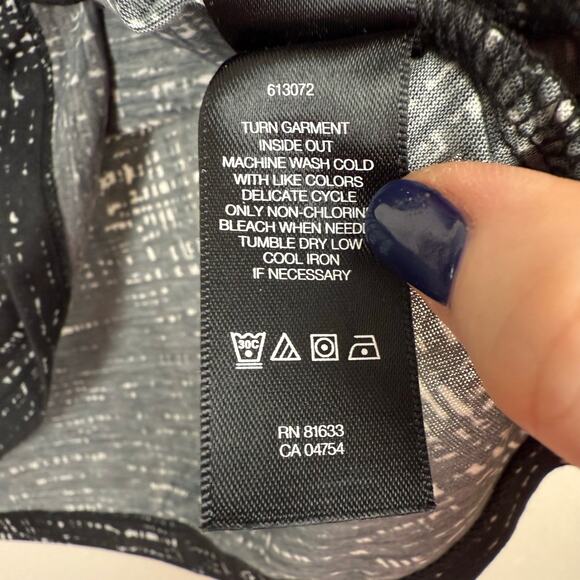 613072
TURN GARMENT
INSIDE OUT
MACHINE WASH COLD
WITH LIKE COLORS
DELICATE CYCLE
ONLY NON-CHLORIN
BLEACH WHEN NEED
TUMBLE DRY LOW
COOL IRON
IF NECESSARY
30C
RN 81633
CA 04754